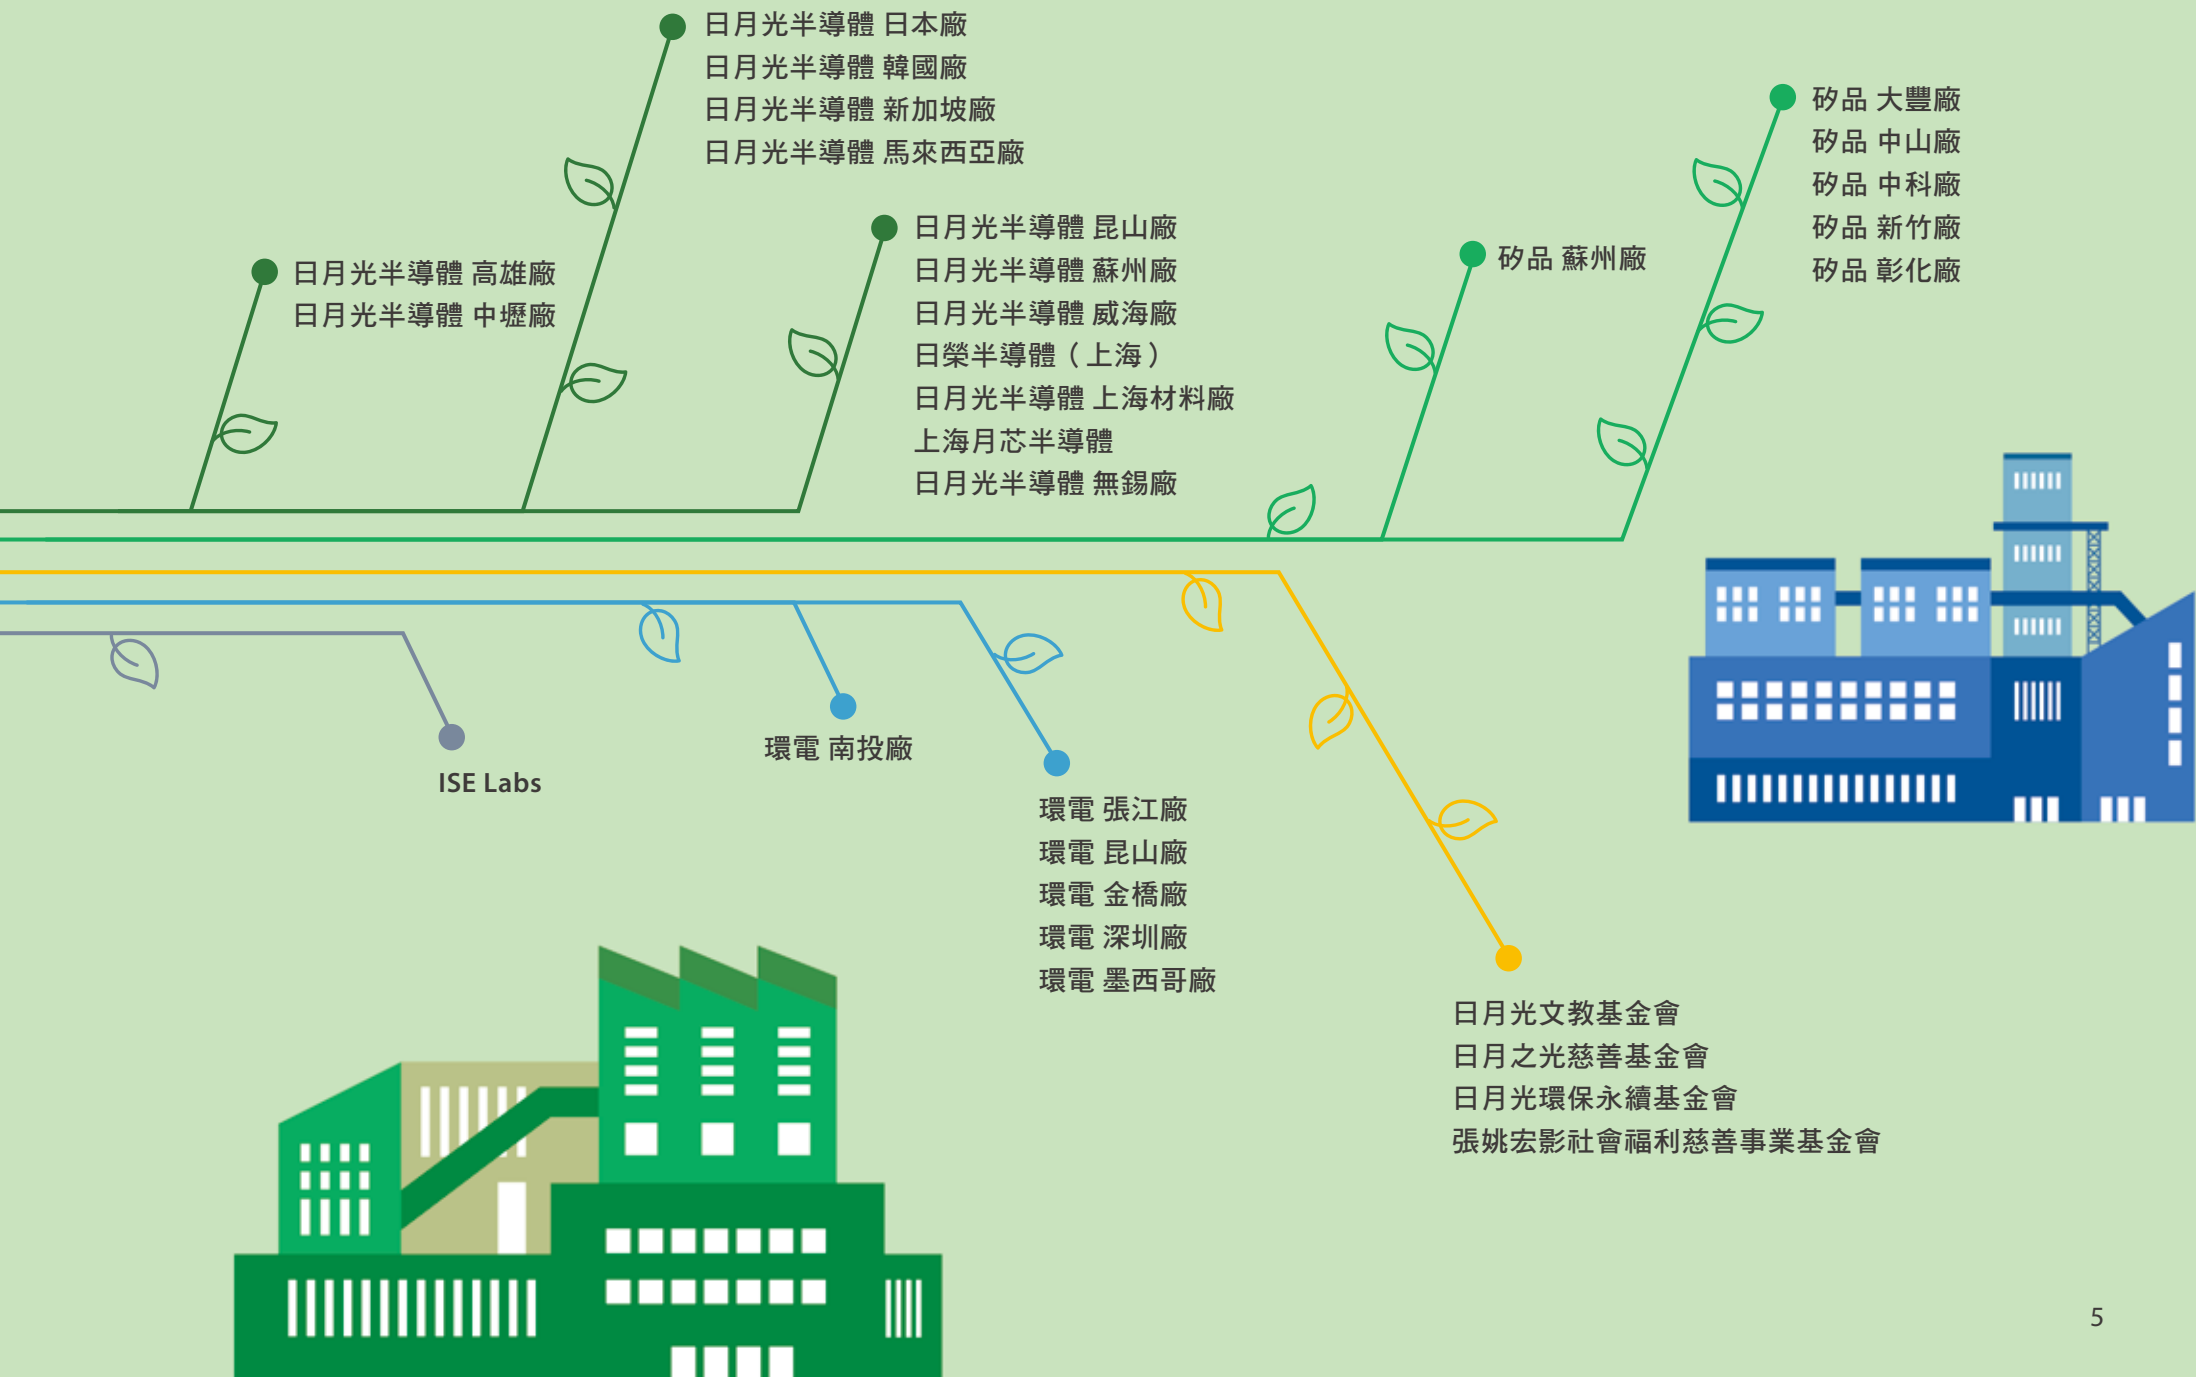 日月光半導體 日本廠
日月光半導體 韓國廠
日月光半導體 新加坡廠
日月光半導體 馬來西亞廠
矽品 大豐廠
矽品 中山廠
矽品 中科廠
矽品 新竹廠
矽品 彰化廠
日月光半導體 昆山廠
日月光半導體 蘇州廠
日月光半導體 威海廠
日榮半導體（上海）
日月光半導體 上海材料廠
上海月芯半導體
日月光半導體 無錫廠
矽品 蘇州廠
日月光半導體 高雄廠
日月光半導體 中壢廠
ISE Labs
環電 南投廠
環電 張江廠
環電 昆山廠
環電 金橋廠
環電 深圳廠
環電 墨西哥廠
日月光文教基金會
日月之光慈善基金會
日月光環保永續基金會
張姚宏影社會福利慈善事業基金會
5